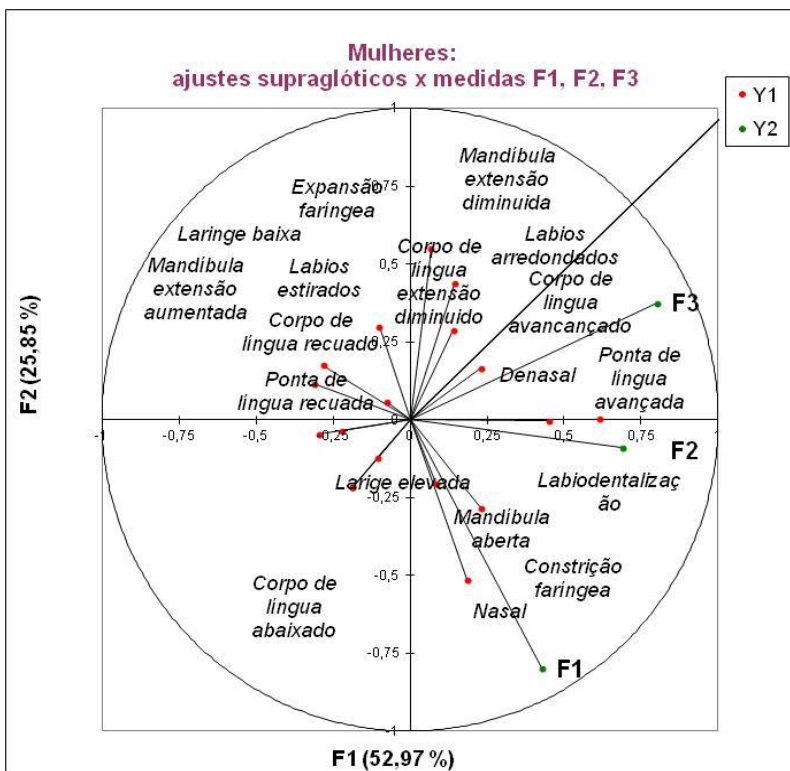 Mulheres:
ajustes supraglóticos x medidas F1, F2, F3
Y1
Y2
1
Mandíbula
extensão
diminuida
Expansão
faríngea
0,75
Laringe baixa
Labios
arredondados
Mandíbula
extensão
aumentada
Labios
estirados
0,5
Corpo de
língua
extensão
diminuido
Corpo de
lingua
avancançado
F3
Corpo de
língua recuado
0,25
Ponta de
língua recuada
Denasal
Ponta de
língua
avançada
F2 (25,85 %)
-1
-0,75
-0,5
-0,25
0
0
0,25
0,5
0,75
1
F2
Larige elevada
-0,25
Labiodentalizaç
ão
Mandíbula
aberta
Constrição
faríngea
-0,5
Corpo de
língua
abaixado
Nasal
F1
-0,75
-1
F1 (52,97 %)